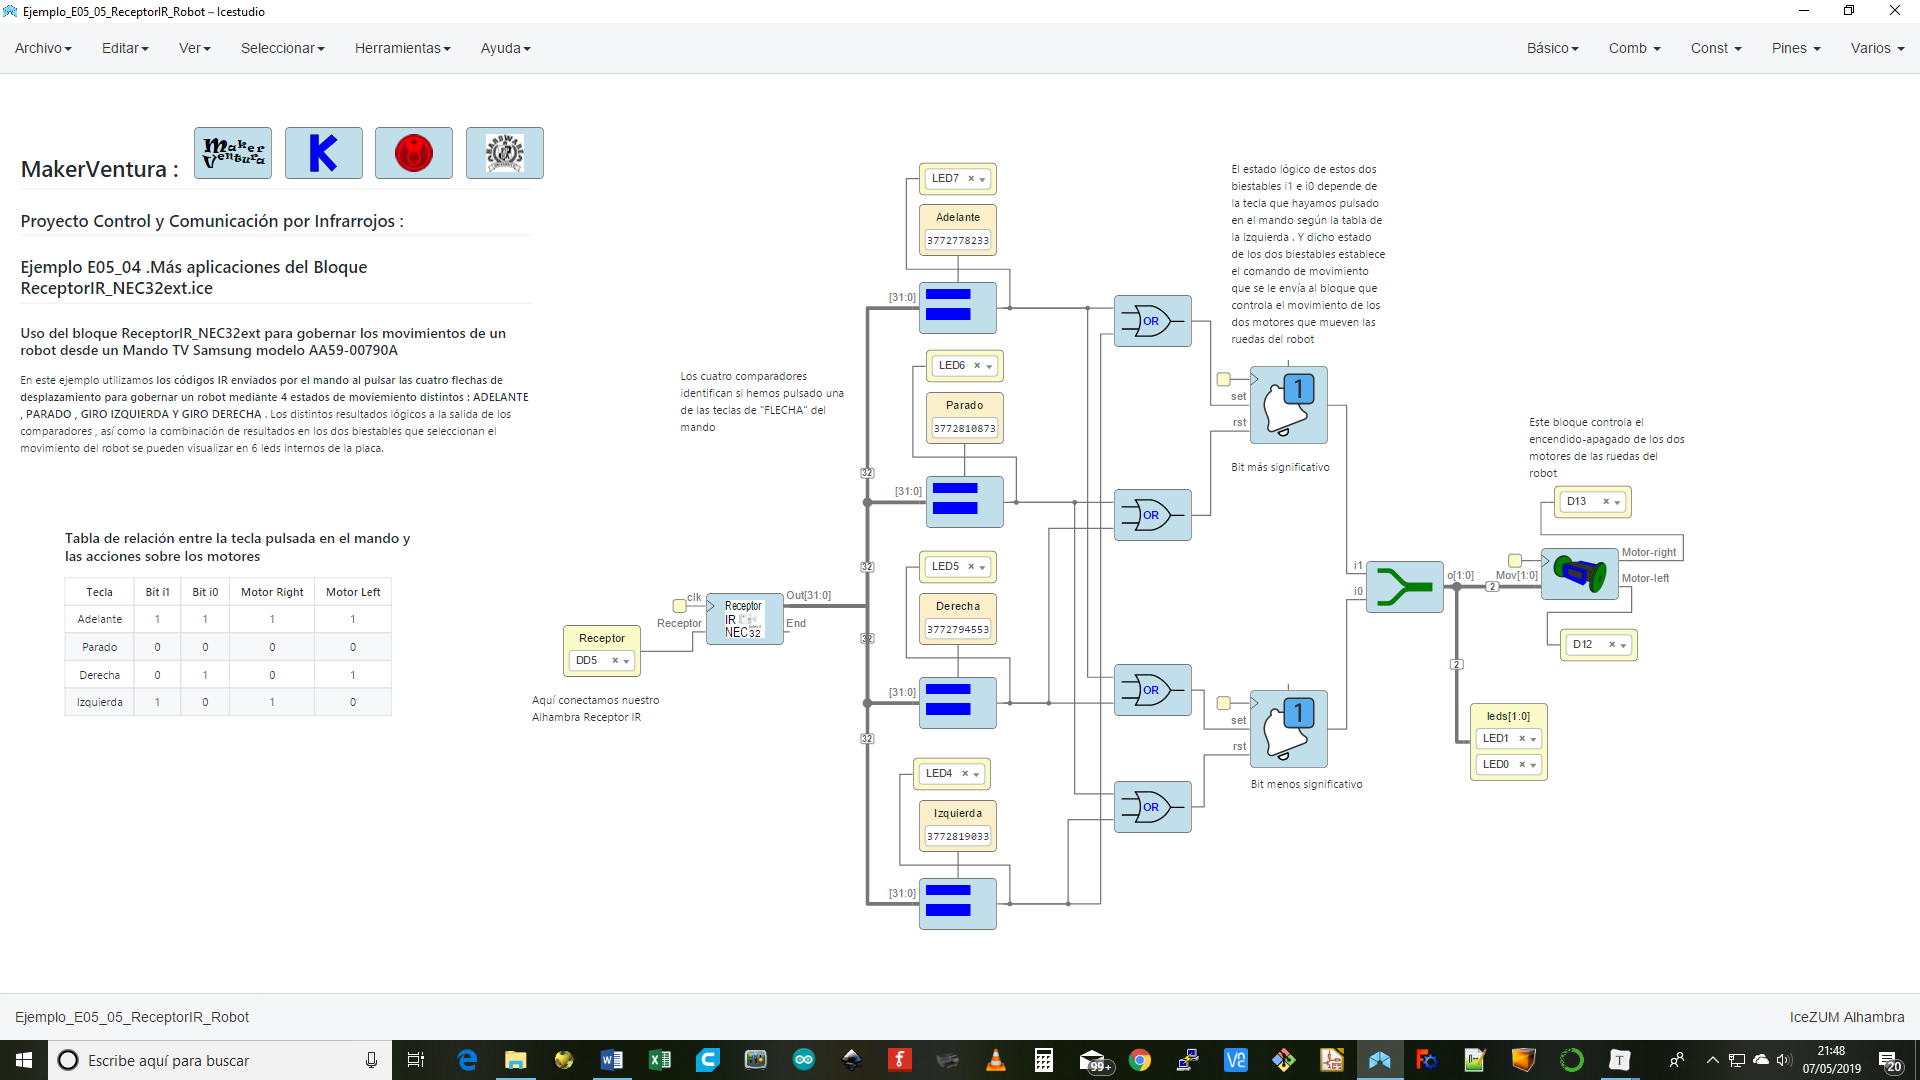 Ejemplo_E05_05_ReceptorIR_Robot – Icestudio
Archivo Editar Ver Seleccionar Herramientas Ayuda Básico Comb Const Pines Varios
MakerVentura :
Maker
Ventura
K
Proyecto Control y Comunicación por Infrarrojos :
Ejemplo E05_04 .Más aplicaciones del Bloque
ReceptorIR_NEC32ext.ice
Uso del bloque ReceptorIR_NEC32ext para gobernar los movimientos de un
robot desde un Mando TV Samsung modelo AA59-00790A
En este ejemplo utilizamos los códigos IR enviados por el mando al pulsar las cuatro flechas de
desplazamiento para gobernar un robot mediante 4 estados de moviemiento distintos : ADELANTE
, PARADO , GIRO IZQUIERDA Y GIRO DERECHA . Los distintos resultados lógicos a la salida de los
comparadores , así como la combinación de resultados en los dos biestables que seleccionan el
movimiento del robot se pueden visualizar en 6 leds internos de la placa.
Tabla de relación entre la tecla pulsada en el mando y
las acciones sobre los motores
Tecla Bit i1 Bit i0 Motor Right Motor Left
Adelante 1 1 1 1
Parado 0 0 0 0
Derecha 0 1 0 1
Izquierda 1 0 1 0
Receptor
DD5
Aquí conectamos nuestro
Alhambra Receptor IR
clk
Receptor
Receptor
IR
NEC 32
Out[31:0]
End
Los cuatro comparadores
identifican si hemos pulsado una
de las teclas de "FLECHA" del
mando
32
32
32
32
LED7
Adelante
3772778233
[31:0]
LED6
Parado
3772810873
[31:0]
LED5
Derecha
3772794553
[31:0]
LED4
Izquierda
3772819033
[31:0]
OR
OR
OR
OR
El estado lógico de estos dos
biestables i1 e i0 depende de
la tecla que hayamos pulsado
en el mando según la tabla de
la izquierda . Y dicho estado
de los dos biestables establece
el comando de movimiento
que se le envía al bloque que
controla el movimiento de los
dos motores que mueven las
ruedas del robot
set
rst
1
Bit más significativo
set
rst
1
Bit menos significativo
i1
i0
o[1:0]
2
2
Mov[1:0]
Este bloque controla el
encendido-apagado de los dos
motores de las ruedas del
robot
D13
Motor-right
Motor-left
D12
leds[1:0]
LED1
LED0
Ejemplo_E05_05_ReceptorIR_Robot
IceZUM Alhambra
Escribe aquí para buscar
99+
21:48
07/05/2019
20